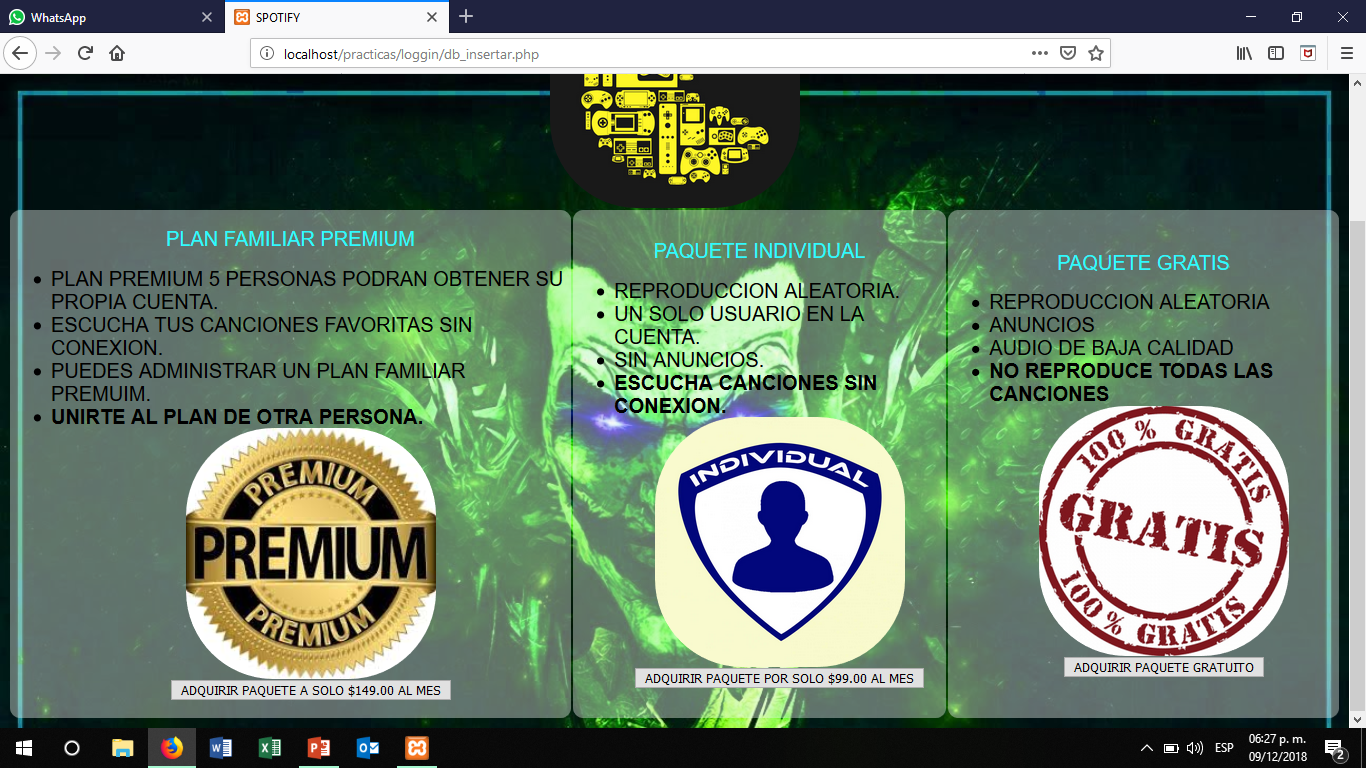 WhatsApp
SPOTIFY
localhost/practicas/loggin/db_insertar.php
PLAN FAMILIAR PREMIUM
PLAN PREMIUM 5 PERSONAS PODRAN OBTENER SU
PROPIA CUENTA.
ESCUCHA TUS CANCIONES FAVORITAS SIN
CONEXION.
PUEDES ADMINISTRAR UN PLAN FAMILIAR
PREMUIM.
UNIRTE AL PLAN DE OTRA PERSONA.
PREMIUM
PREMIUM
PREMIUM
ADQUIRIR PAQUETE A SOLO $149.00 AL MES
PAQUETE INDIVIDUAL
REPRODUCCION ALEATORIA.
UN SOLO USUARIO EN LA
CUENTA.
SIN ANUNCIOS.
ESCUCHA CANCIONES SIN
CONEXION.
INDIVIDUAL
ADQUIRIR PAQUETE POR SOLO $99.00 AL MES
PAQUETE GRATIS
REPRODUCCION ALEATORIA
ANUNCIOS
AUDIO DE BAJA CALIDAD
NO REPRODUCE TODAS LAS
CANCIONES
100 % GRATIS
GRATIS
100 % GRATIS
ADQUIRIR PAQUETE GRATUITO
ESP
06:27 p. m.
09/12/2018
2